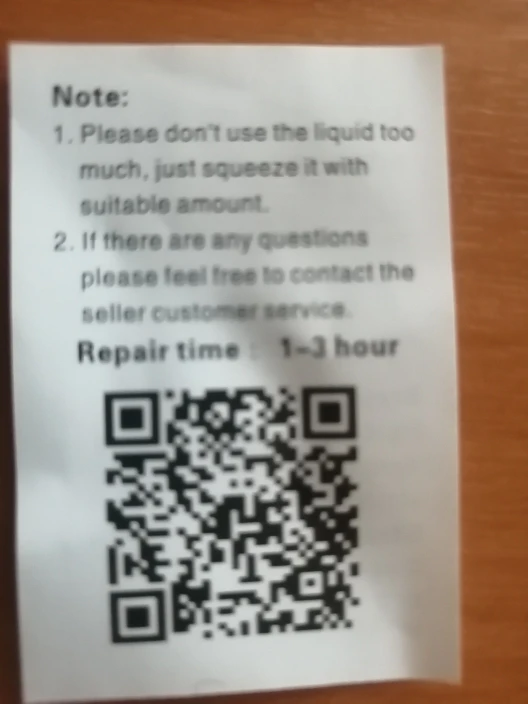 Note:
1. Please don't use the liquid too
much, just squeeze it with
suitable amount.
2. If there are any questions
please feel free to contact the
seller customer service.
Repair time : 1-3 hour